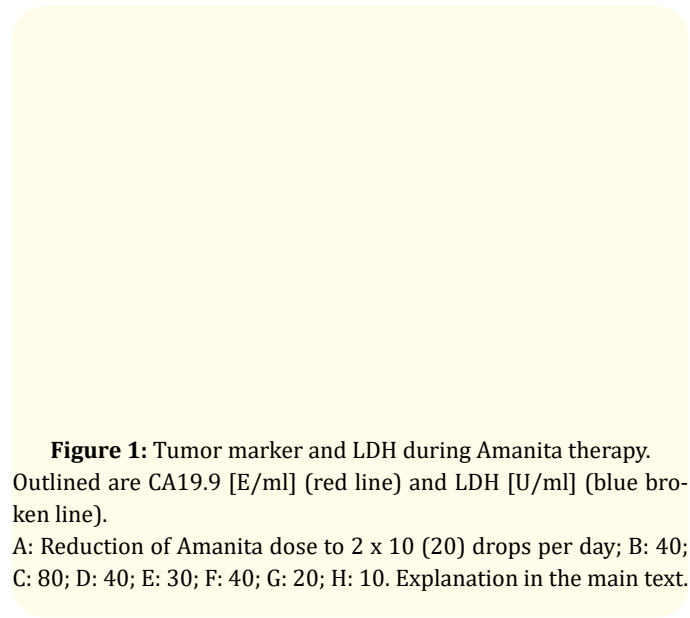 Figure 1: Tumor marker and LDH during Amanita therapy.
Outlined are CA19.9 [E/ml] (red line) and LDH [U/ml] (blue bro-
ken line).
A: Reduction of Amanita dose to 2 x 10 (20) drops per day; B: 40;
C: 80; D: 40; E: 30; F: 40; G: 20; H: 10. Explanation in the main text.